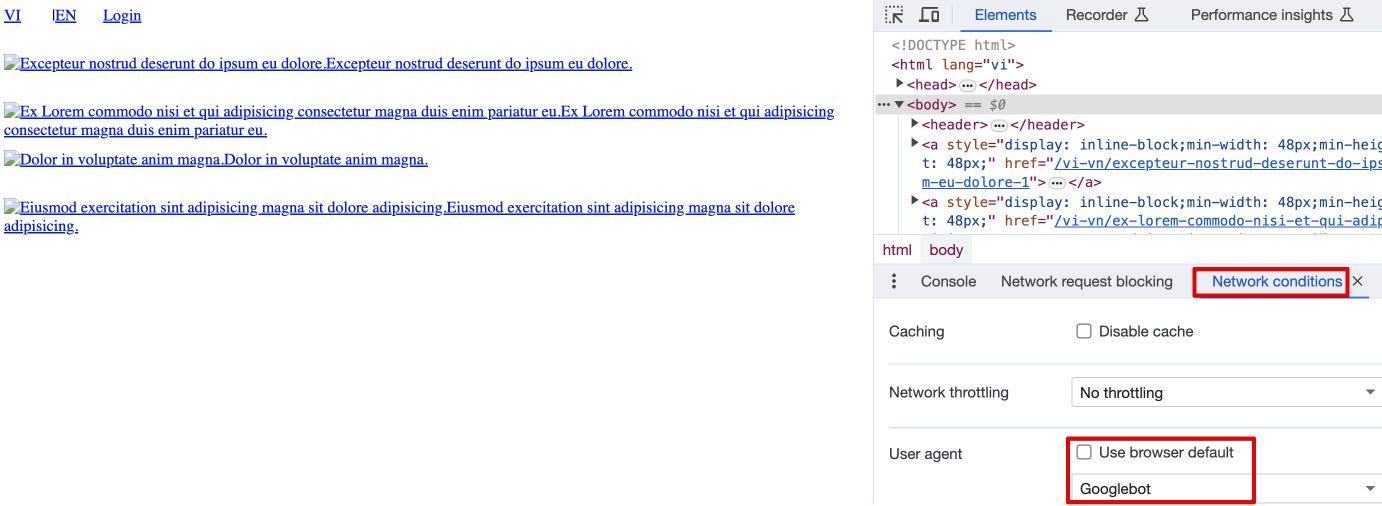 VI |EN Login
Excepteur nostrud deserunt do ipsum eu dolore.Excepteur nostrud deserunt do ipsum eu dolore.
Ex Lorem commodo nisi et qui adipisicing consectetur magna duis enim pariatur eu.Ex Lorem commodo nisi et qui adipisicing
consectetur magna duis enim pariatur eu.
Dolor in voluptate anim magna.Dolor in voluptate anim magna.
Eiusmod exercitation sint adipisicing magna sit dolore adipisicing.Eiusmod exercitation sint adipisicing magna sit dolore
adipisicing.
Elements Recorder Performance insights
<!DOCTYPE html>
<html lang="vi">
<head> ... </head>
... <body> == $0
<header> ... </header>
<a style="display: inline-block;min-width: 48px;min-heig
t: 48px;" href="/vi-vn/excepteur-nostrud-deserunt-do-ips
m-eu-dolore-1"> ... </a>
<a style="display: inline-block;min-width: 48px;min-heig
t: 48px;" href="/vi-vn/ex-lorem-commodo-nisi-et-qui-adip
html body
Console Network request blocking Network conditions
Caching Disable cache
Network throttling No throttling
User agent Use browser default
Googlebot